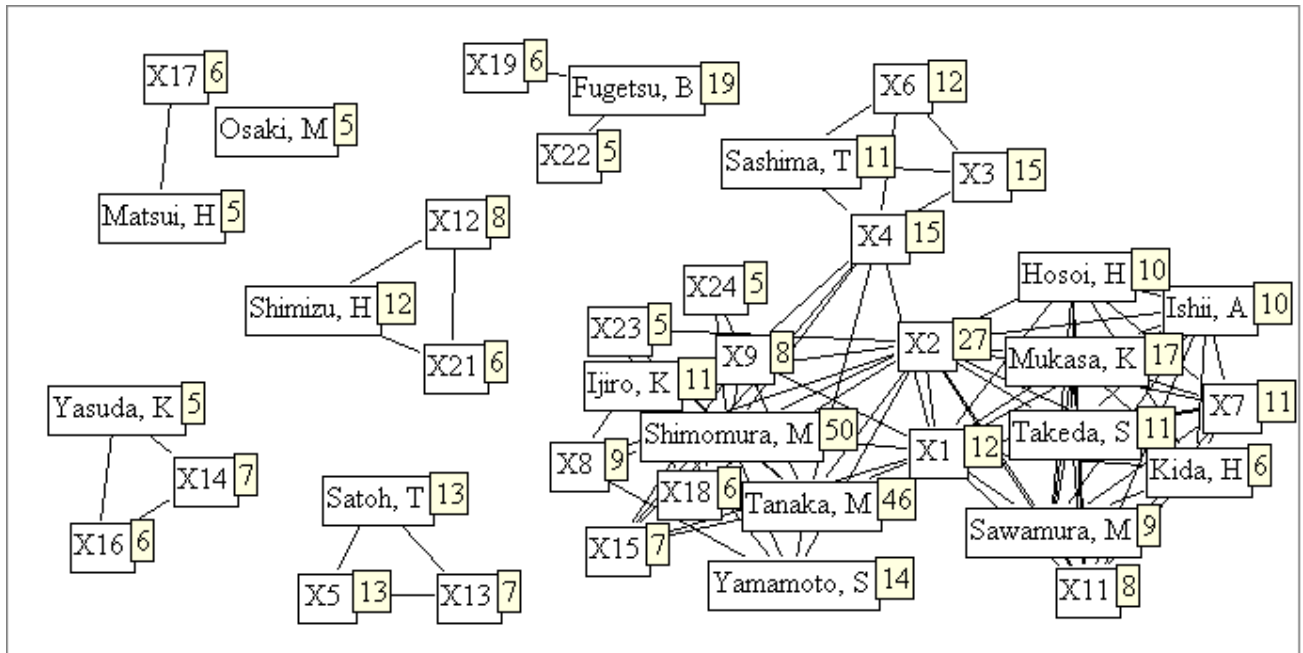 X17 6
Osaki, M 5
Matsui, H 5
X19 6
Fugetsu, B 19
X22 5
X6 12
Sashima, T 11
X3 15
X4 15
X12 8
Shimizu, H 12
X21 6
Hosoi, H 10
Ishii, A 10
X24 5
X23 5
X9 8
X2 27
Mukasa, K 17
Ijiro, K 11
X7 11
Yasuda, K 5
X14 7
X16 6
Shimomura, M 50
X1 12
Takeda, S 11
X8 9
Kida, H 6
X18 6
Tanaka, M 46
Satoh, T 13
Sawamura, M 9
X15 7
X5 13
X13 7
Yamamoto, S 14
X11 8